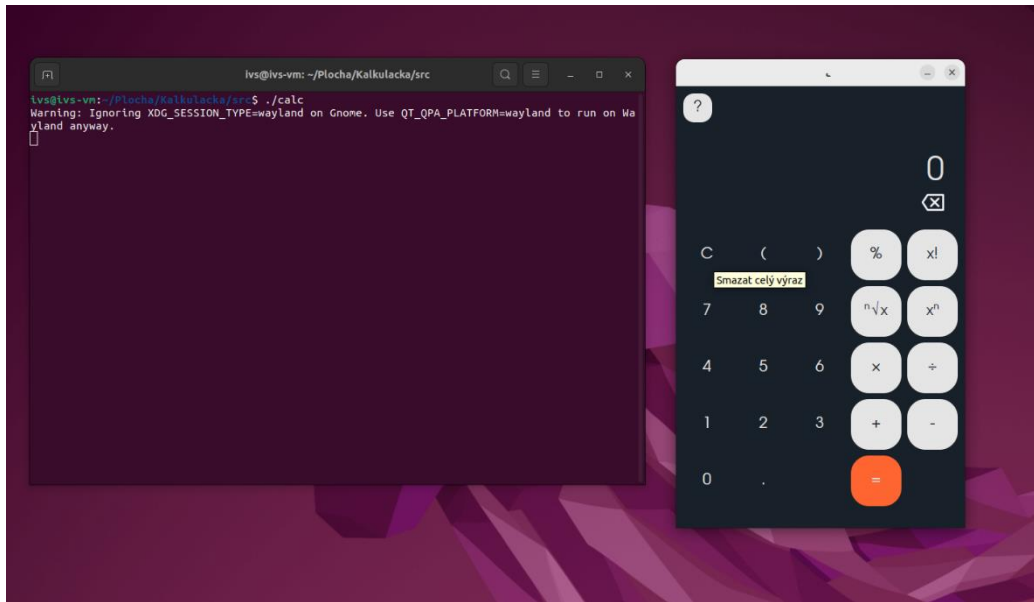 ivs@ivs-vm: ~/Plocha/Kalkulacka/src
ivs@ivs-vm:~/Plocha/Kalkulacka/src$ ./calc
Warning: Ignoring XDG_SESSION_TYPE=wayland on Gnome. Use QT_QPA_PLATFORM=wayland to run on Wa
yland anyway.
?
0
C ( ) % x!
Smazat celý výraz
7 8 9 ⁿ√x xⁿ
4 5 6 × ÷
1 2 3 + -
0 . =